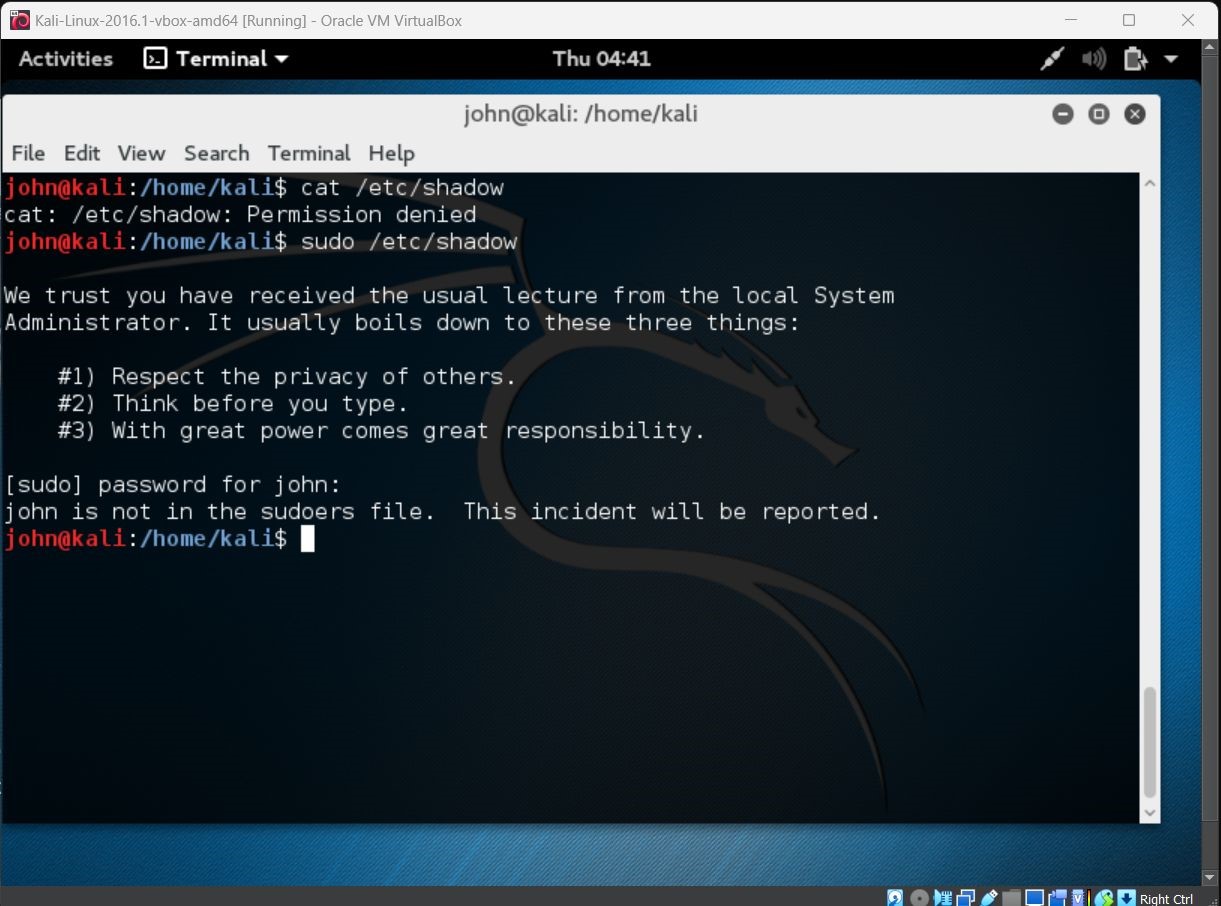 Kali-Linux-2016.1-vbox-amd64 [Running] - Oracle VM VirtualBox
Activities Terminal Thu 04:41
john@kali: /home/kali
File Edit View Search Terminal Help
john@kali:/home/kali$ cat /etc/shadow
cat: /etc/shadow: Permission denied
john@kali:/home/kali$ sudo /etc/shadow
We trust you have received the usual lecture from the local System
Administrator. It usually boils down to these three things:
#1) Respect the privacy of others.
#2) Think before you type.
#3) With great power comes great responsibility.
[sudo] password for john:
john is not in the sudoers file.  This incident will be reported.
john@kali:/home/kali$
Right Ctrl